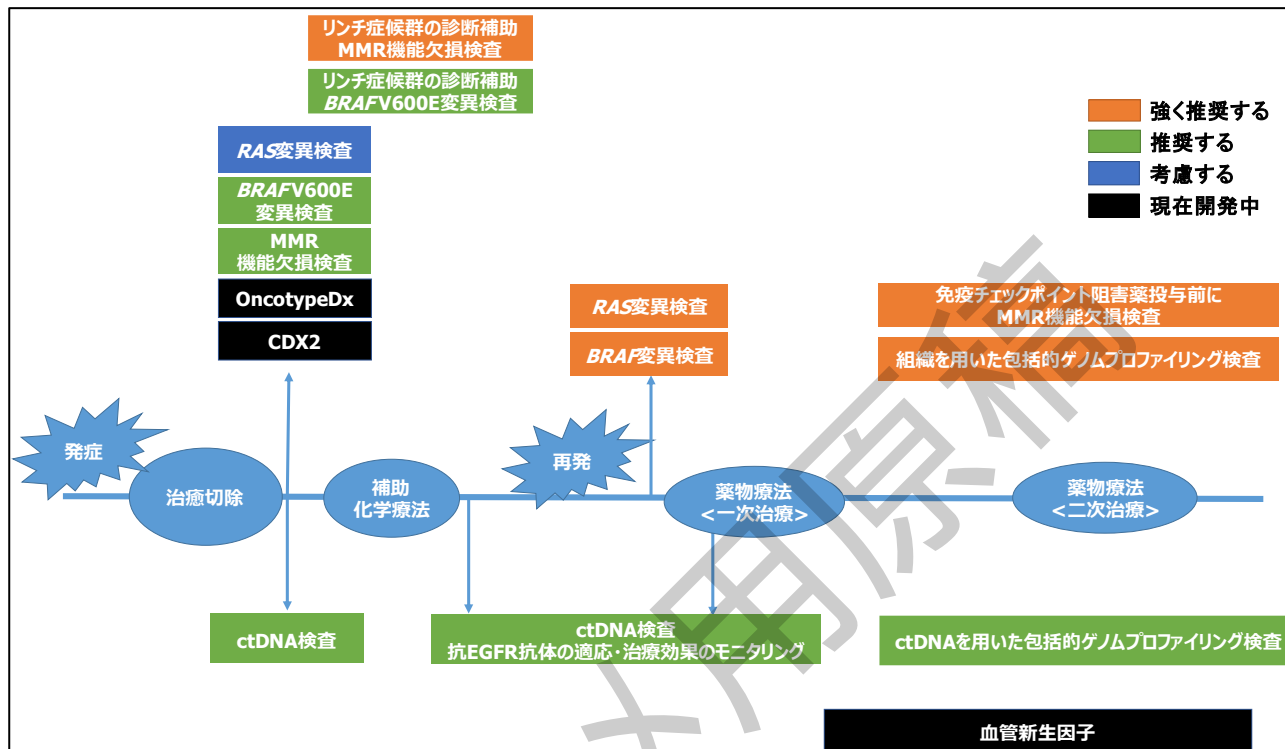 リンチ症候群の診断補助
MMR機能欠損検査
リンチ症候群の診断補助
BRAFV600E変異検査
強く推奨する
推奨する
考慮する
現在開発中
RAS変異検査
BRAFV600E
変異検査
MMR
機能欠損検査
OncotypeDx
CDX2
RAS変異検査
BRAF変異検査
免疫チェックポイント阻害薬投与前に
MMR機能欠損検査
組織を用いた包括的ゲノムプロファイリング検査
発症
治癒切除
補助
化学療法
再発
薬物療法
<一次治療>
薬物療法
<二次治療>
ctDNA検査
ctDNA検査
抗EGFR抗体の適応・治療効果のモニタリング
ctDNAを用いた包括的ゲノムプロファイリング検査
血管新生因子
用原稿